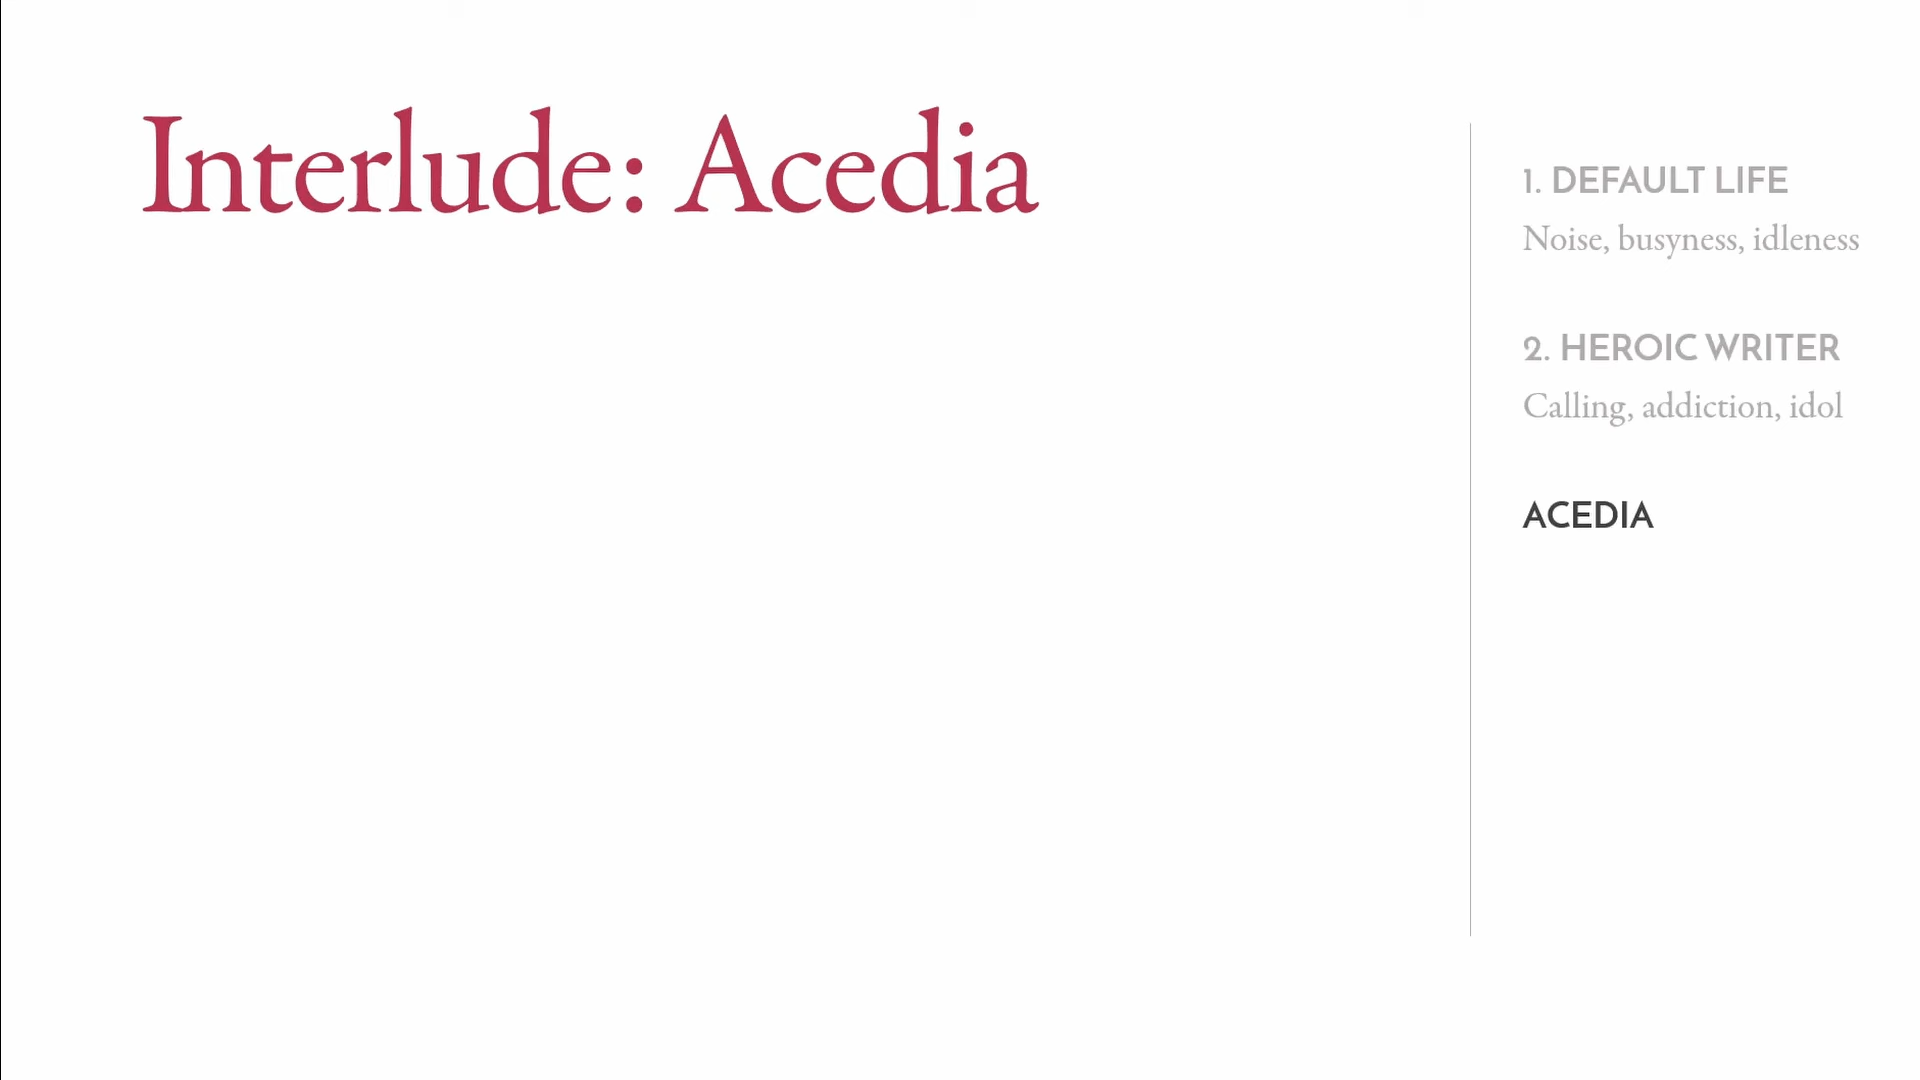 Interlude: Acedia
1. DEFAULT LIFE
Noise, busyness, idleness
2. HEROIC WRITER
Calling, addiction, idol
ACEDIA